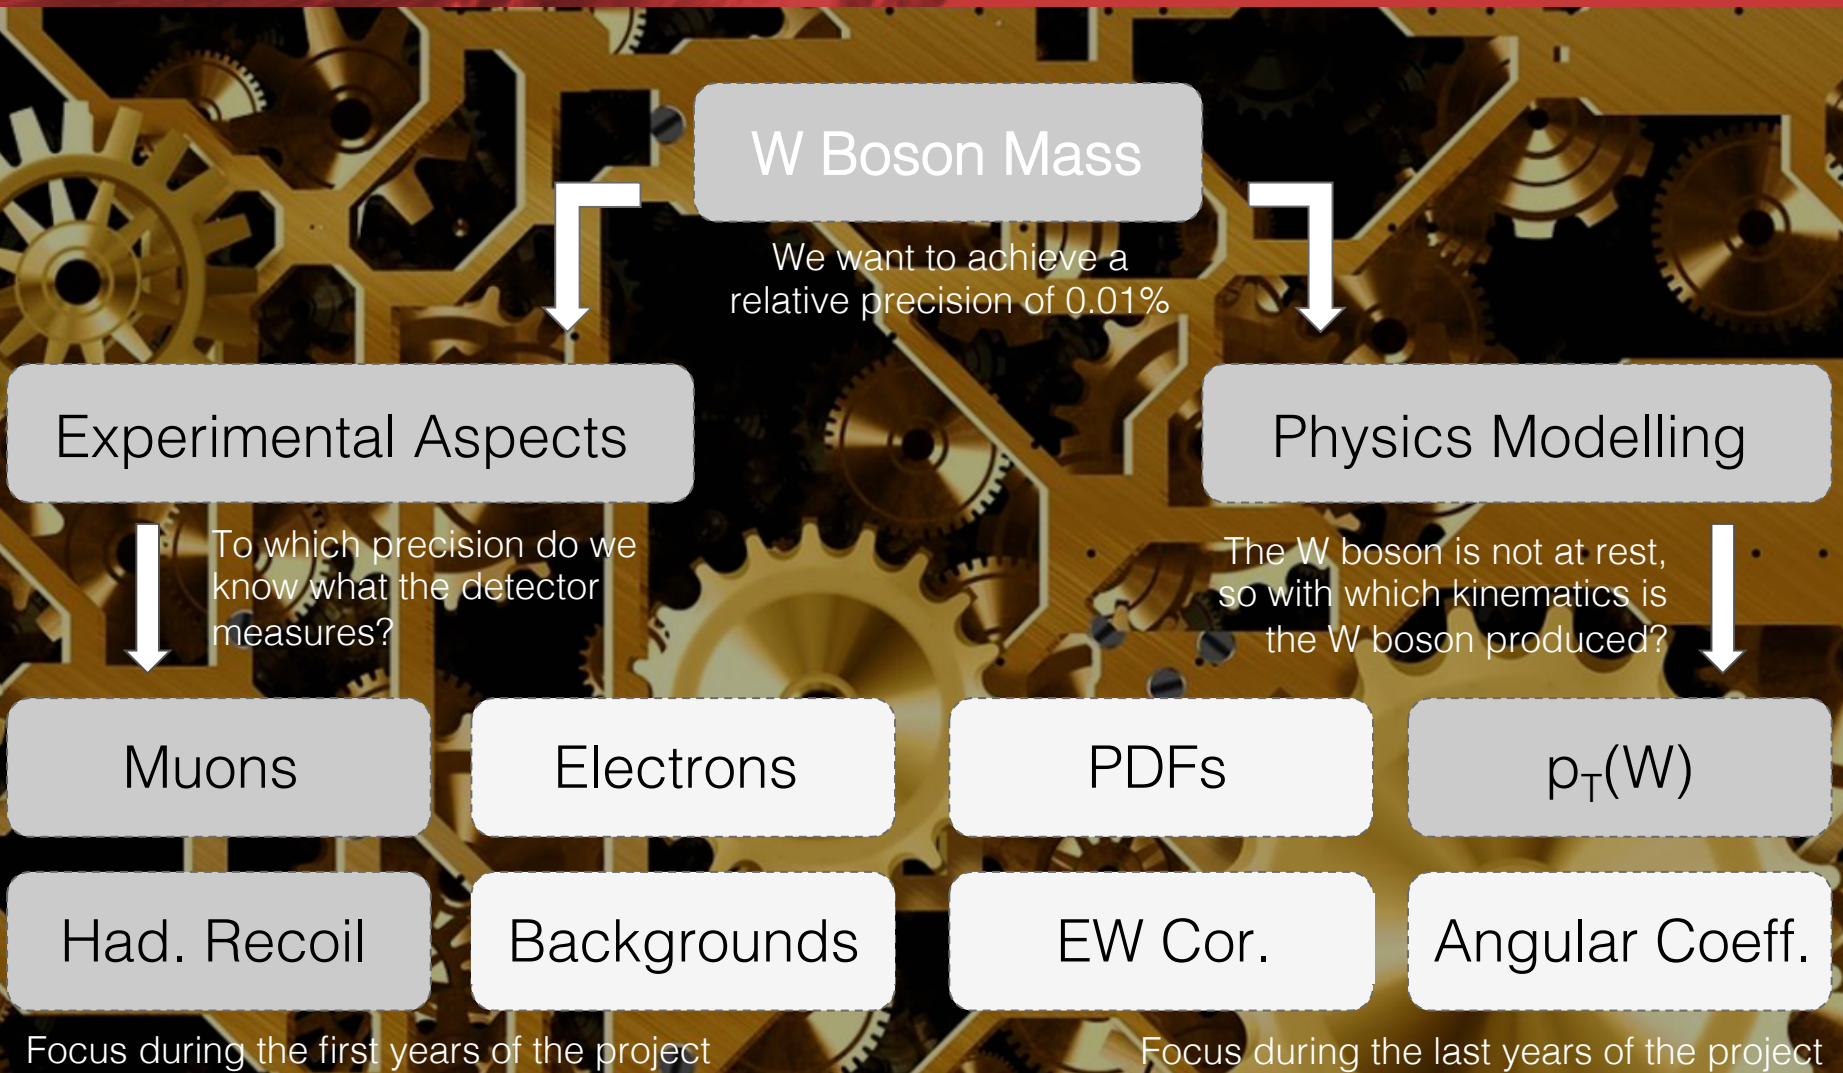 W Boson Mass
We want to achieve a
relative precision of 0.01%
Experimental Aspects
Physics Modelling
To which precision do we
know what the detector
measures?
The W boson is not at rest,
so with which kinematics is
the W boson produced?
Muons
Electrons
PDFs
p_T(W)
Had. Recoil
Backgrounds
EW Cor.
Angular Coeff.
Focus during the first years of the project
Focus during the last years of the project